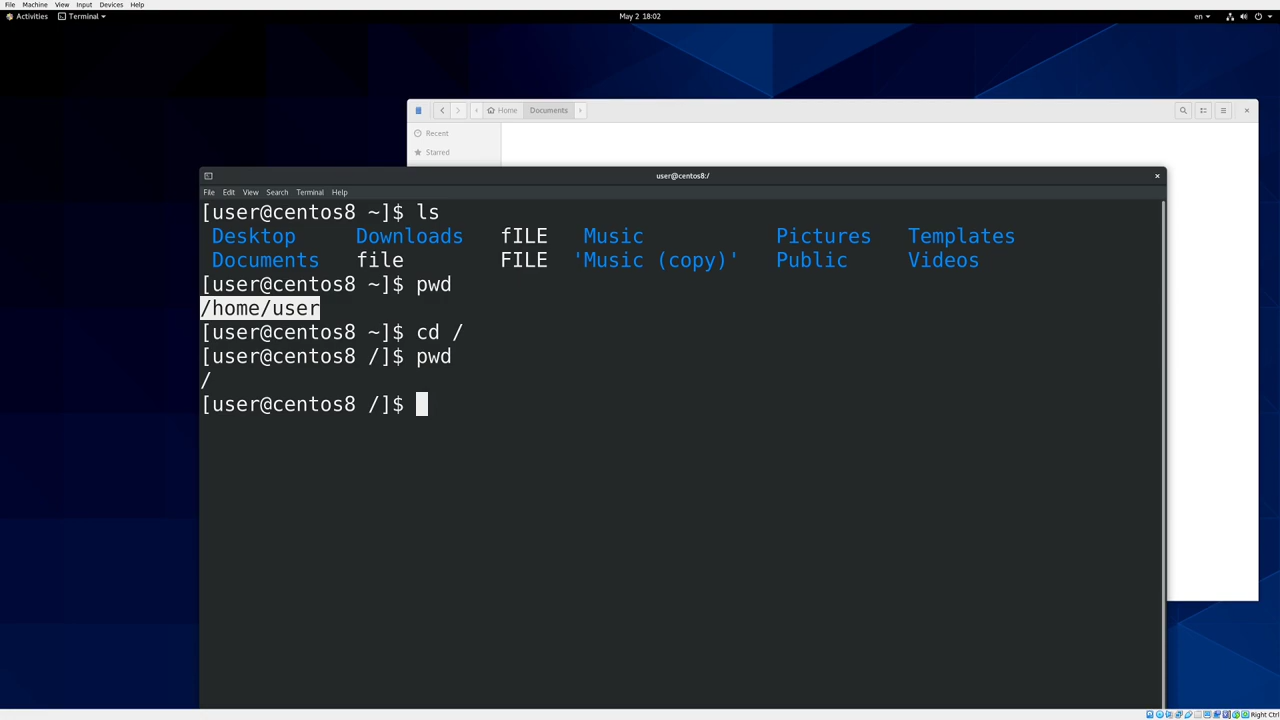 File Machine View Input Devices Help
Activities Terminal May 2 18:02 en
Home Documents
Recent
Starred
user@centos8:/
File Edit View Search Terminal Help
[user@centos8 ~]$ ls
Desktop Downloads fILE Music Pictures Templates
Documents file FILE 'Music (copy)' Public Videos
[user@centos8 ~]$ pwd
/home/user
[user@centos8 ~]$ cd /
[user@centos8 /]$ pwd
/
[user@centos8 /]$
Right Ctrl